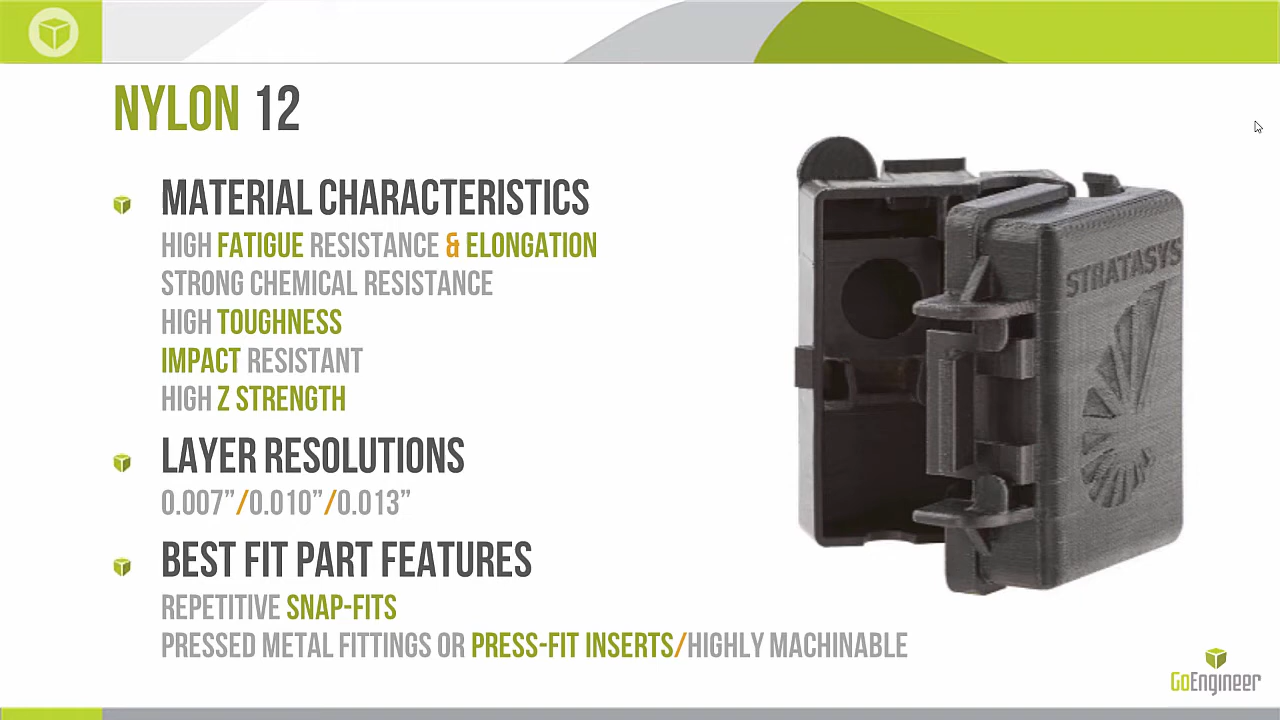 NYLON 12
MATERIAL CHARACTERISTICS
HIGH FATIGUE RESISTANCE & ELONGATION
STRONG CHEMICAL RESISTANCE
HIGH TOUGHNESS
IMPACT RESISTANT
HIGH Z STRENGTH
LAYER RESOLUTIONS
0.007”/0.010”/0.013”
BEST FIT PART FEATURES
REPETITIVE SNAP-FITS
PRESSED METAL FITTINGS OR PRESS-FIT INSERTS/HIGHLY MACHINABLE
STRATASYS
GoEngineer